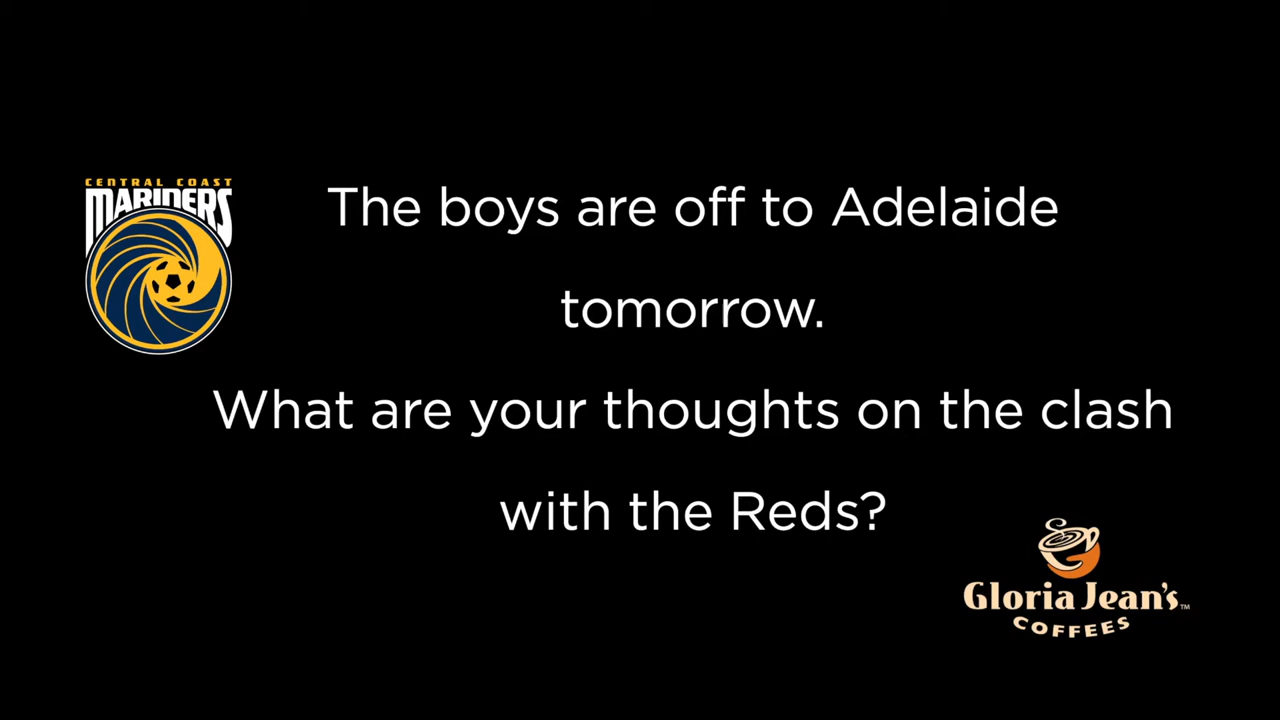 CENTRAL COAST
MARINERS
The boys are off to Adelaide
tomorrow.
What are your thoughts on the clash
with the Reds?
Gloria Jean's™
COFFEES